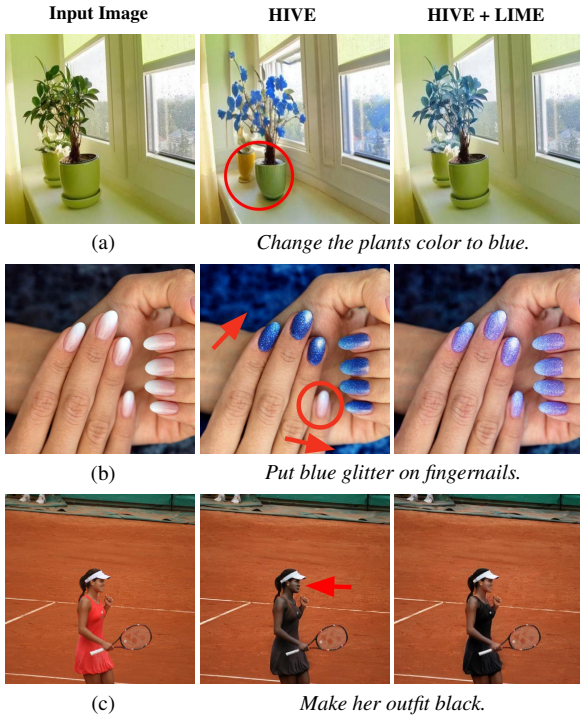 Input Image HIVE HIVE + LIME
(a) Change the plants color to blue.
(b) Put blue glitter on fingernails.
(c) Make her outfit black.